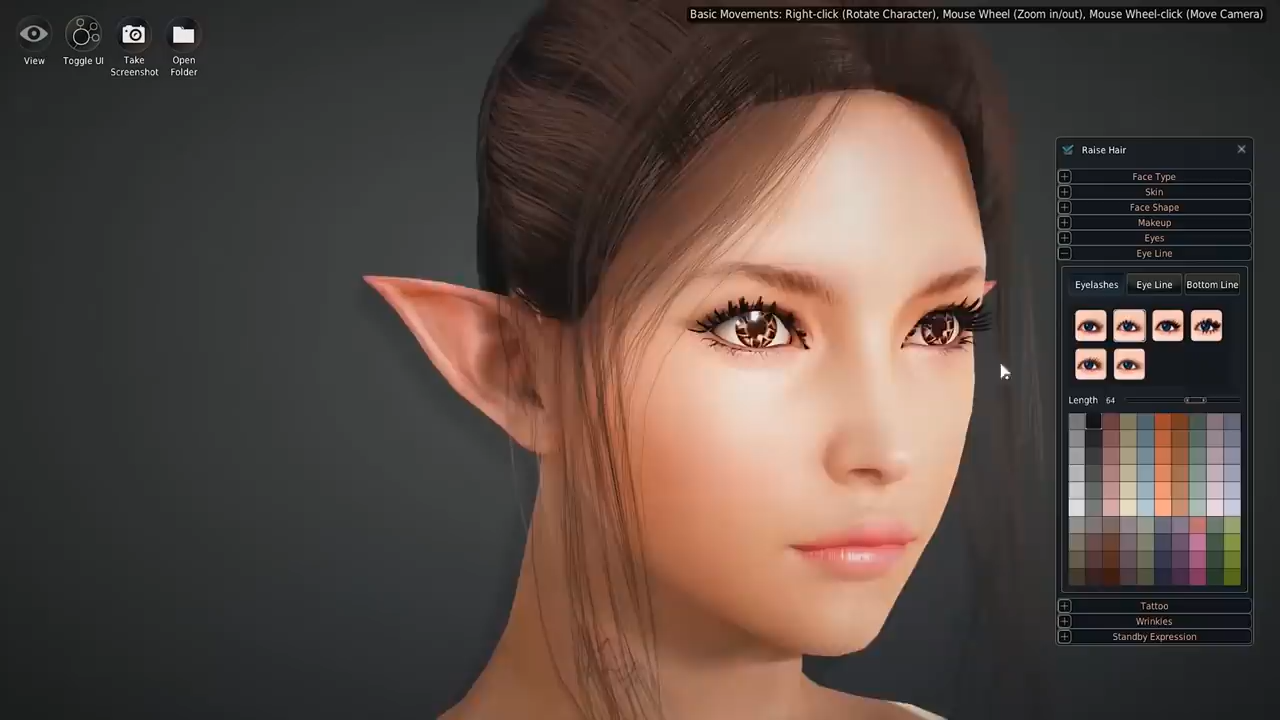 Basic Movements: Right-click (Rotate Character), Mouse Wheel (Zoom in/out), Mouse Wheel-click (Move Camera)
View
Toggle UI
Take
Screenshot
Open
Folder
Raise Hair
Face Type
Skin
Face Shape
Makeup
Eyes
Eye Line
Eyelashes
Eye Line
Bottom Line
Length 64
Tattoo
Wrinkles
Standby Expression